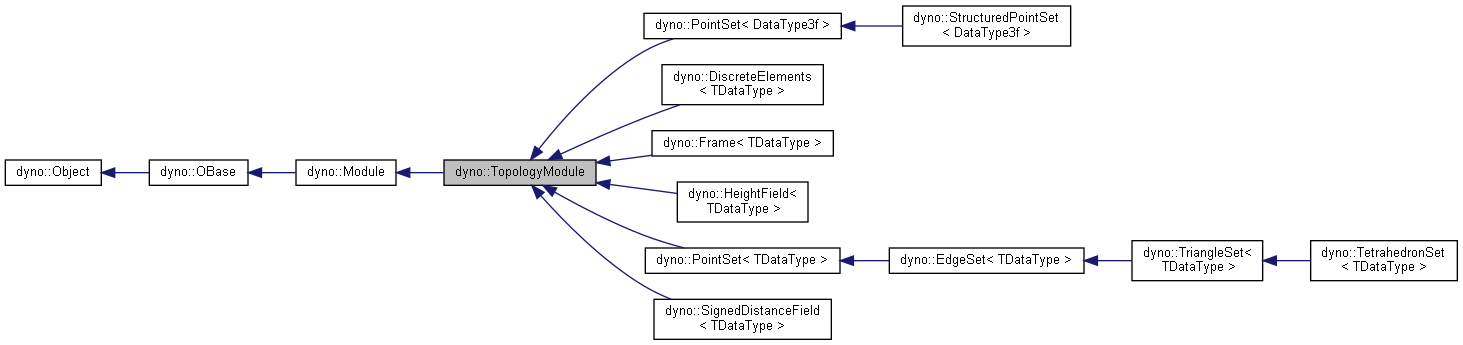 dyno::PointSet< DataType3f >
dyno::StructuredPointSet
< DataType3f >
dyno::DiscreteElements
< TDataType >
dyno::Frame< TDataType >
dyno::Object
dyno::OBase
dyno::Module
dyno::TopologyModule
dyno::HeightField<
TDataType >
dyno::PointSet< TDataType >
dyno::EdgeSet< TDataType >
dyno::TriangleSet<
TDataType >
dyno::TetrahedronSet
< TDataType >
dyno::SignedDistanceField
< TDataType >